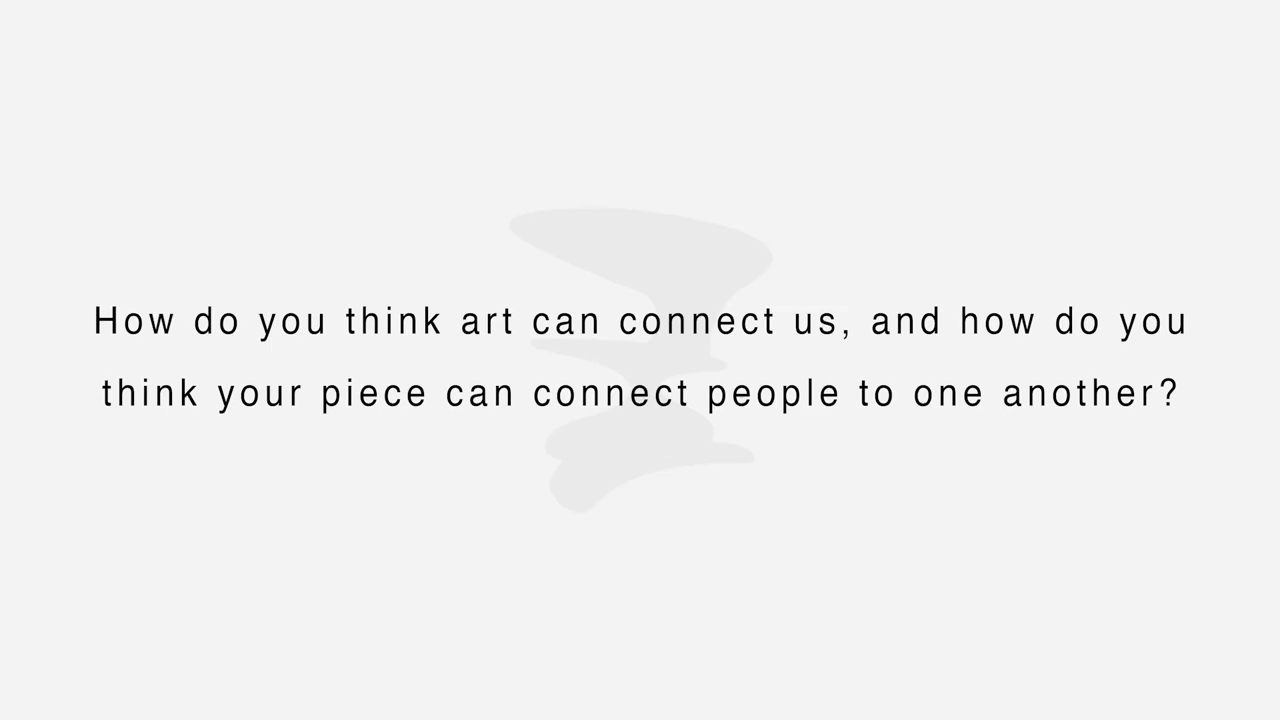 How do you think art can connect us, and how do you
think your piece can connect people to one another?